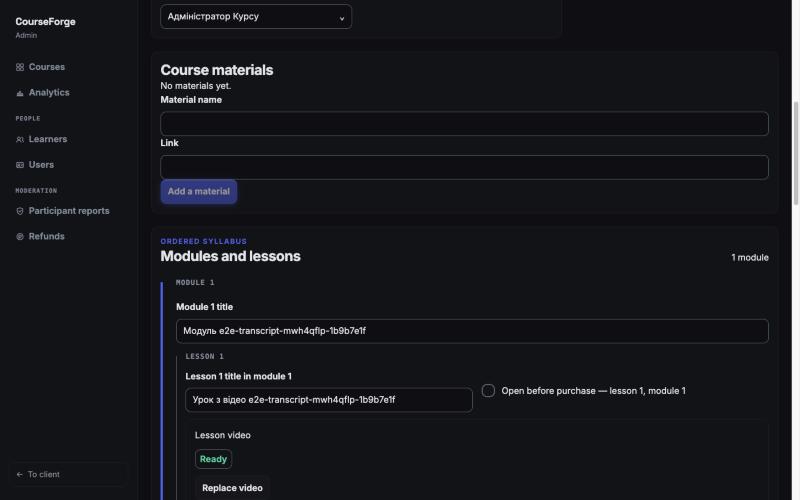 CourseForge
Admin
Courses
Analytics
PEOPLE
Learners
Users
MODERATION
Participant reports
Refunds
← To client
Адміністратор Курсу
Course materials
No materials yet.
Material name
Link
Add a material
ORDERED SYLLABUS
Modules and lessons
1 module
MODULE 1
Module 1 title
Модуль e2e-transcript-mwh4qflp-1b9b7e1f
LESSON 1
Lesson 1 title in module 1
Урок з відео e2e-transcript-mwh4qflp-1b9b7e1f
Open before purchase — lesson 1, module 1
Lesson video
Ready
Replace video